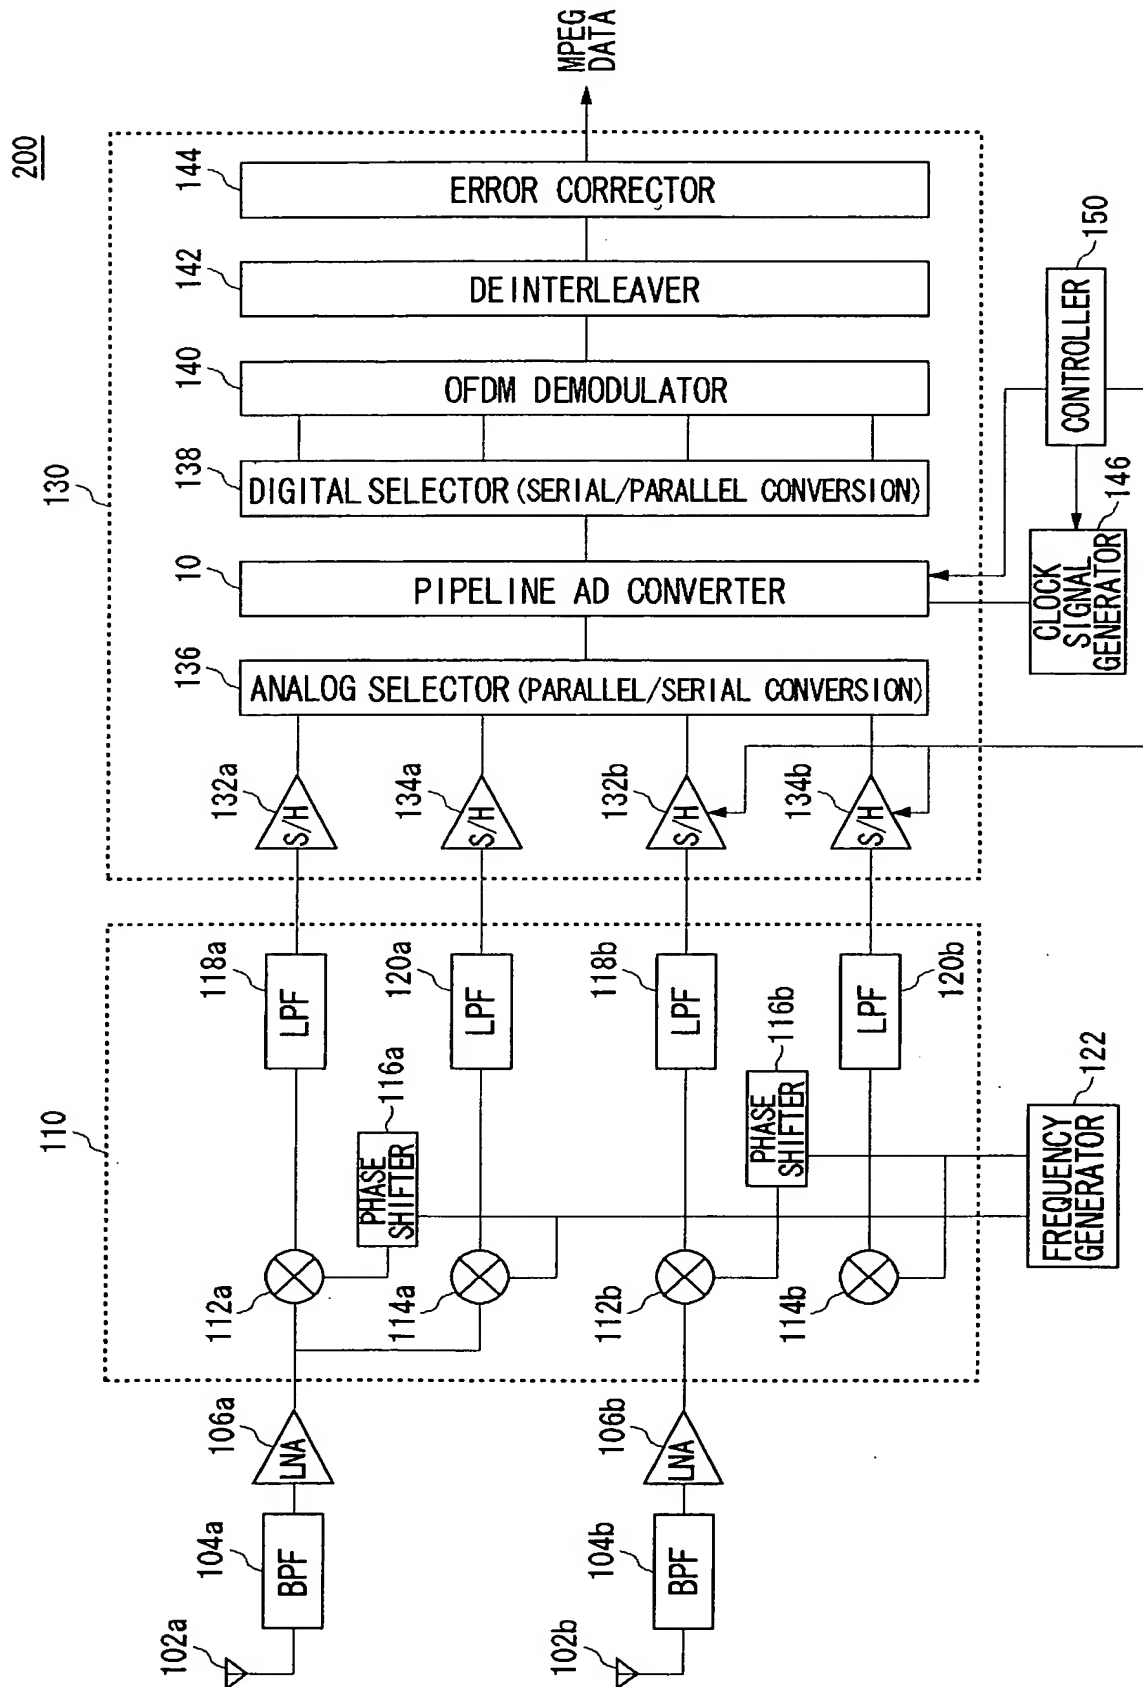 200
110
130
102a
104a
BPF
106a
LNA
112a
118a
LPF
132a
S/H
116a
PHASE
SHIFTER
114a
120a
LPF
134a
S/H
102b
104b
BPF
106b
LNA
112b
118b
LPF
132b
S/H
116b
PHASE
SHIFTER
114b
120b
LPF
134b
S/H
122
FREQUENCY
GENERATOR
136
ANALOG SELECTOR (PARALLEL/SERIAL CONVERSION)
10
PIPELINE AD CONVERTER
138
DIGITAL SELECTOR (SERIAL/PARALLEL CONVERSION)
140
OFDM DEMODULATOR
142
DEINTERLEAVER
144
ERROR CORRECTOR
MPEG
DATA
146
CLOCK
SIGNAL
GENERATOR
150
CONTROLLER